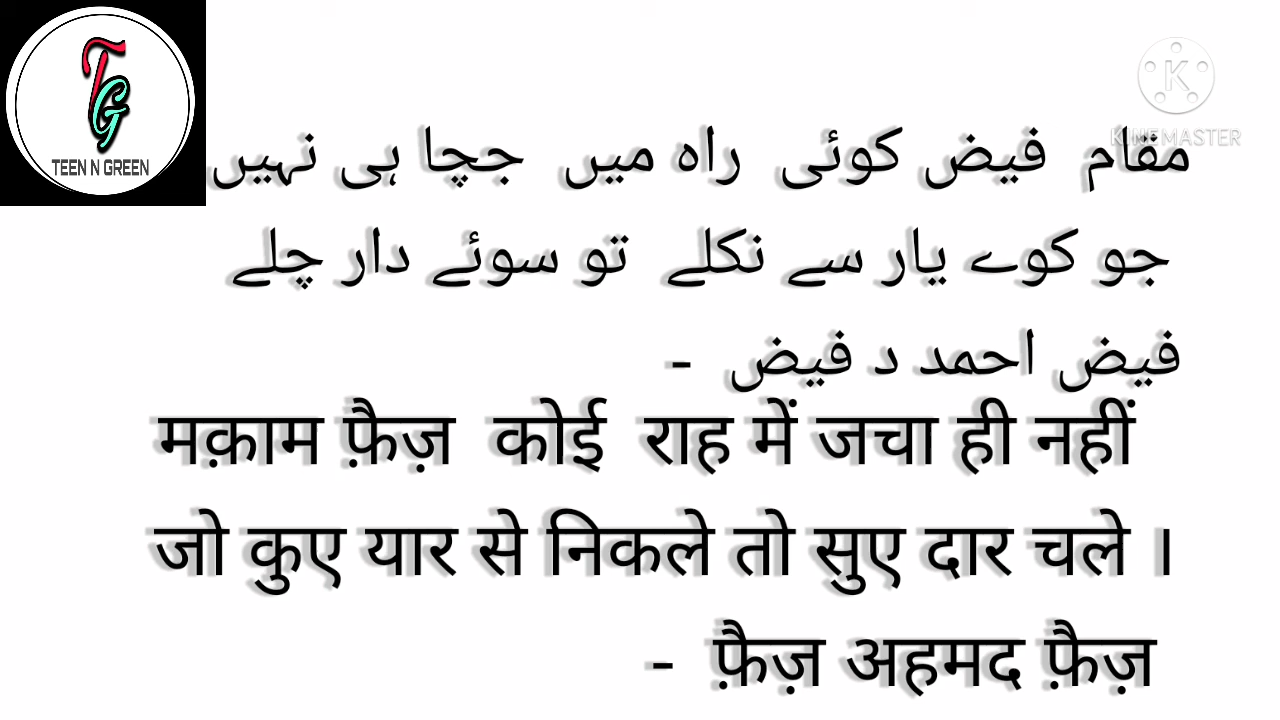 TEEN N GREEN
KINEMASTER
مقام فیض کوئی راہ میں جچا ہی نہیں
جو کوے یار سے نکلے تو سوئے دار چلے
فیض احمد د فیض -
मक़ाम फ़ैज़ कोई राह में जचा ही नहीं
जो कुए यार से निकले तो सुए दार चले ।
- फ़ैज़ अहमद फ़ैज़